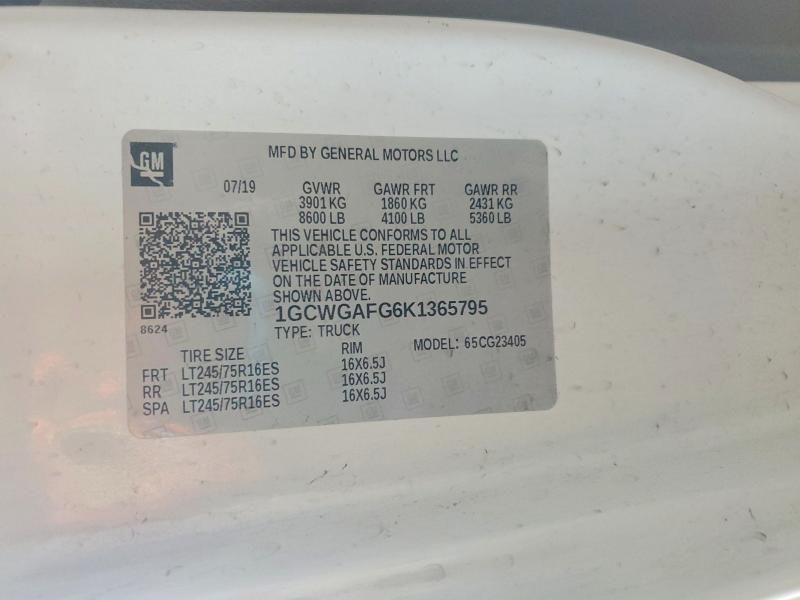 GM
MFD BY GENERAL MOTORS LLC
07/19 GVWR GAWR FRT GAWR RR
3901 KG 1860 KG 2431 KG
8600 LB 4100 LB 5360 LB
THIS VEHICLE CONFORMS TO ALL
APPLICABLE U.S. FEDERAL MOTOR
VEHICLE SAFETY STANDARDS IN EFFECT
ON THE DATE OF MANUFACTURE
SHOWN ABOVE.
8624
1GCWGAFG6K1365795
TYPE: TRUCK
MODEL: 65CG23405
TIRE SIZE RIM
FRT LT245/75R16ES 16X6.5J
RR LT245/75R16ES 16X6.5J
SPA LT245/75R16ES 16X6.5J